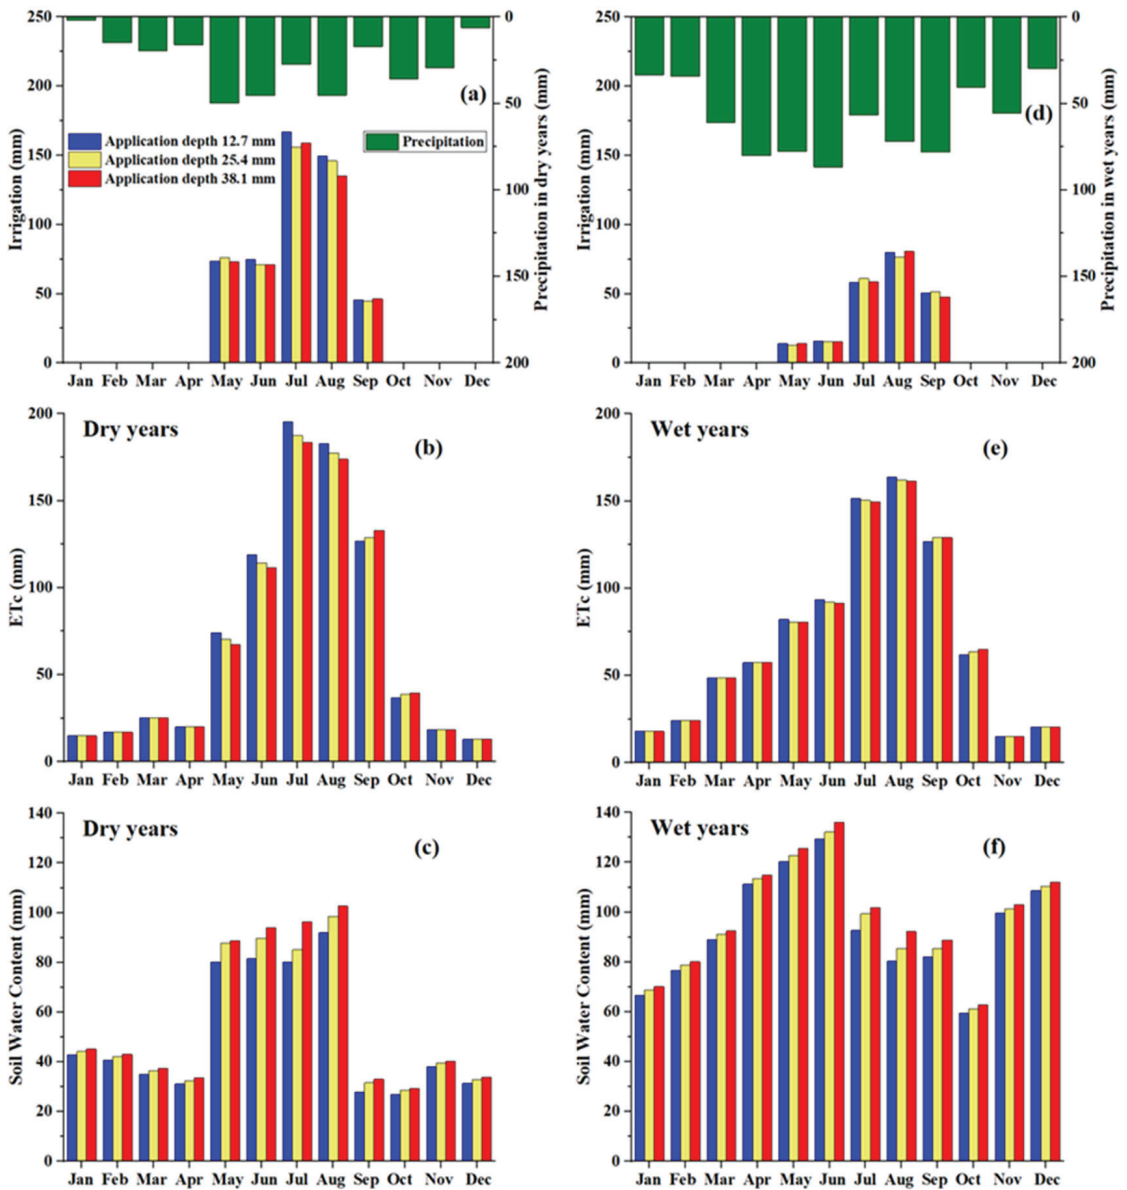 250
200
150
100
50
0
Irrigation (mm)
0
50
100
150
200
Precipitation in dry years (mm)
(a)
Application depth 12.7 mm
Application depth 25.4 mm
Application depth 38.1 mm
Precipitation
Jan Feb Mar Apr May Jun Jul Aug Sep Oct Nov Dec
250
200
150
100
50
0
Irrigation (mm)
0
50
100
150
200
Precipitation in wet years (mm)
(d)
Jan Feb Mar Apr May Jun Jul Aug Sep Oct Nov Dec
200
150
100
50
0
ETc (mm)
Dry years
(b)
Jan Feb Mar Apr May Jun Jul Aug Sep Oct Nov Dec
200
150
100
50
0
ETc (mm)
Wet years
(e)
Jan Feb Mar Apr May Jun Jul Aug Sep Oct Nov Dec
140
120
100
80
60
40
20
0
Soil Water Content (mm)
Dry years
(c)
Jan Feb Mar Apr May Jun Jul Aug Sep Oct Nov Dec
140
120
100
80
60
40
20
0
Soil Water Content (mm)
Wet years
(f)
Jan Feb Mar Apr May Jun Jul Aug Sep Oct Nov Dec